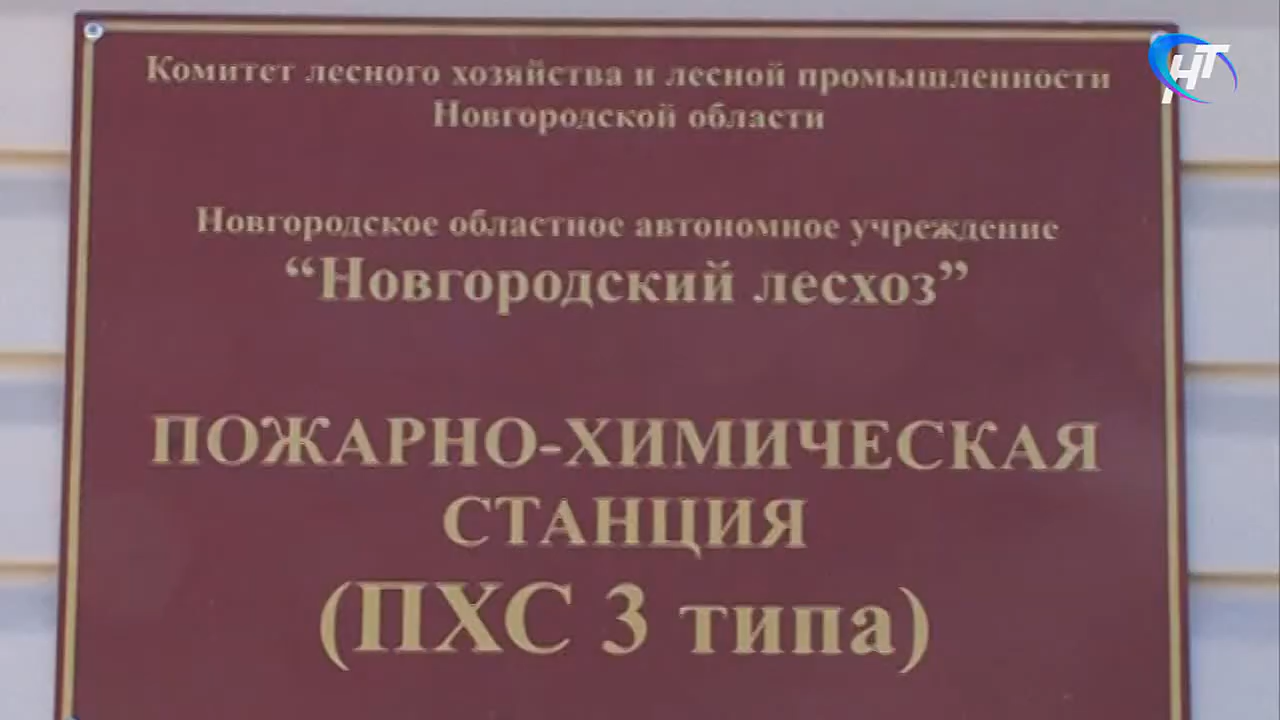 Комитет лесного хозяйства и лесной промышленности
Новгородской области
Новгородское областное автономное учреждение
“Новгородский лесхоз”
ПОЖАРНО-ХИМИЧЕСКАЯ
СТАНЦИЯ
(ПХС 3 типа)
НТ